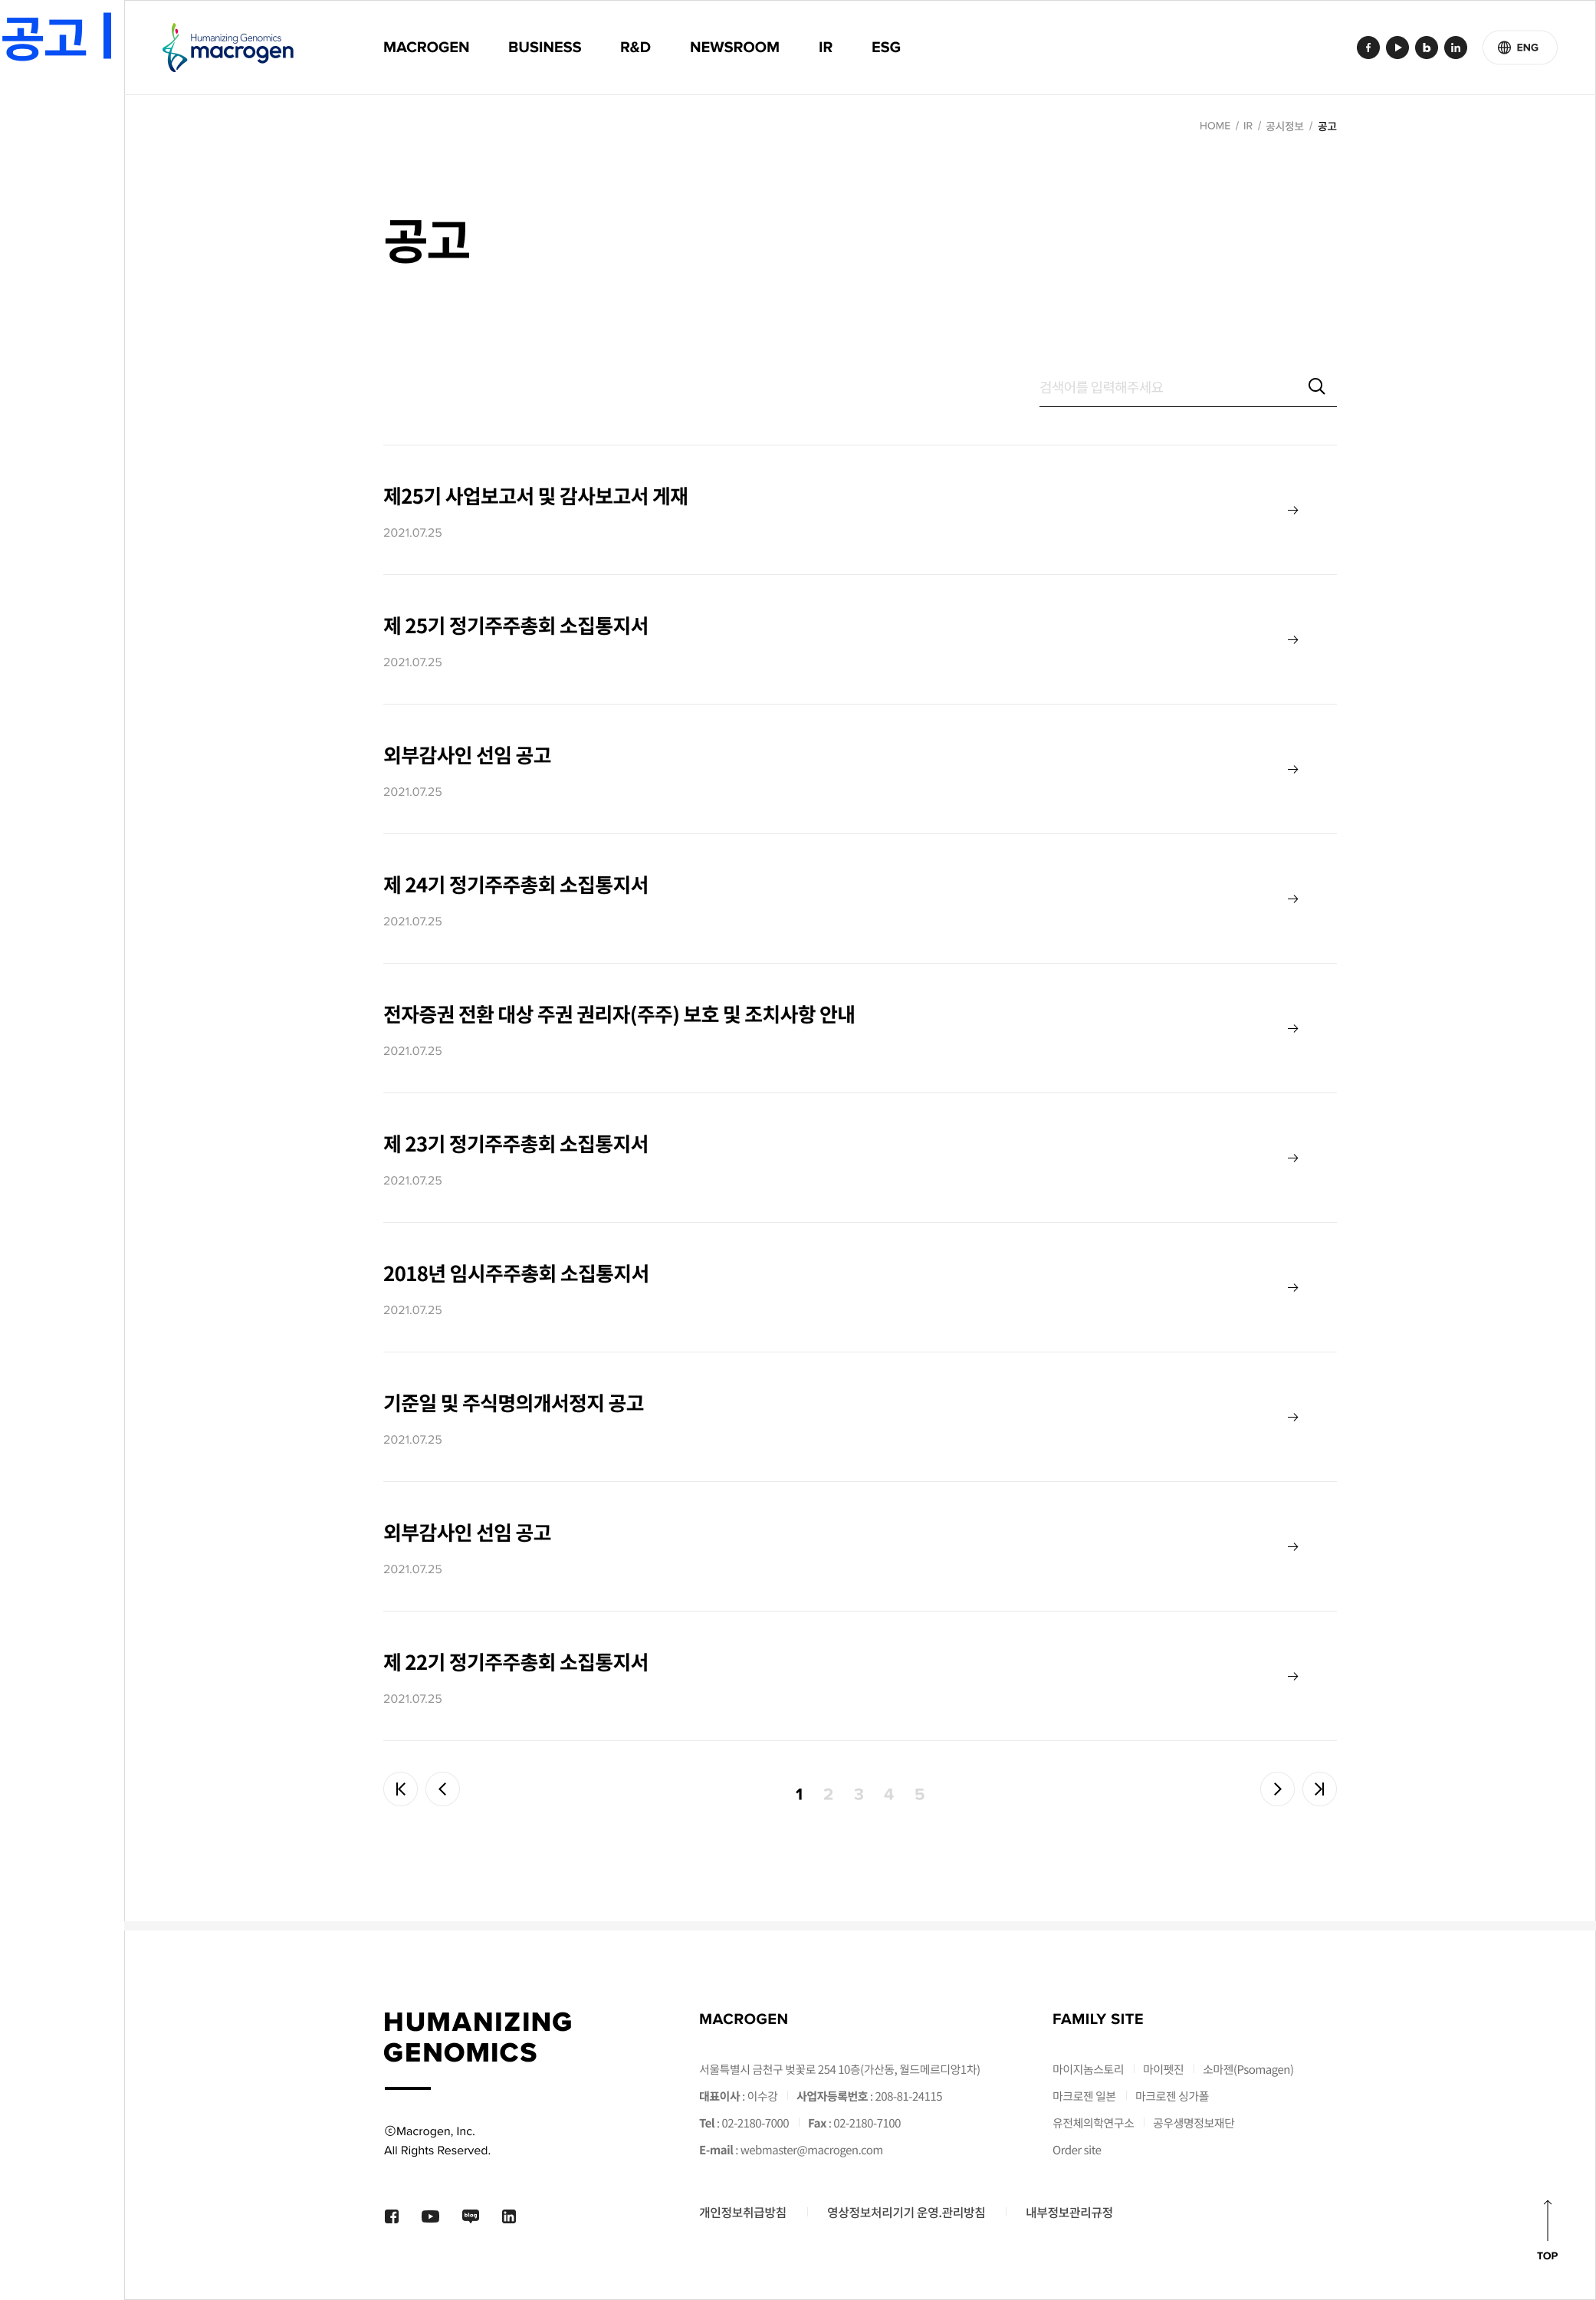 공고
Humanizing Genomics
macrogen
MACROGEN BUSINESS R&D NEWSROOM IR ESG
ENG
HOME / IR / 공시정보 / 공고
공고
검색어를 입력해주세요
제25기 사업보고서 및 감사보고서 게재
2021.07.25
제 25기 정기주주총회 소집통지서
2021.07.25
외부감사인 선임 공고
2021.07.25
제 24기 정기주주총회 소집통지서
2021.07.25
전자증권 전환 대상 주권 권리자(주주) 보호 및 조치사항 안내
2021.07.25
제 23기 정기주주총회 소집통지서
2021.07.25
2018년 임시주주총회 소집통지서
2021.07.25
기준일 및 주식명의개서정지 공고
2021.07.25
외부감사인 선임 공고
2021.07.25
제 22기 정기주주총회 소집통지서
2021.07.25
1 2 3 4 5
HUMANIZING
GENOMICS
ⓒMacrogen, Inc.
All Rights Reserved.
blog
MACROGEN
서울특별시 금천구 벚꽃로 254 10층(가산동, 월드메르디앙1차)
대표이사 : 이수강 사업자등록번호 : 208-81-24115
Tel : 02-2180-7000 Fax : 02-2180-7100
E-mail : webmaster@macrogen.com
FAMILY SITE
마이지놈스토리 마이펫진 소마젠(Psomagen)
마크로젠 일본 마크로젠 싱가폴
유전체의학연구소 공우생명정보재단
Order site
개인정보취급방침 영상정보처리기기 운영.관리방침 내부정보관리규정
TOP